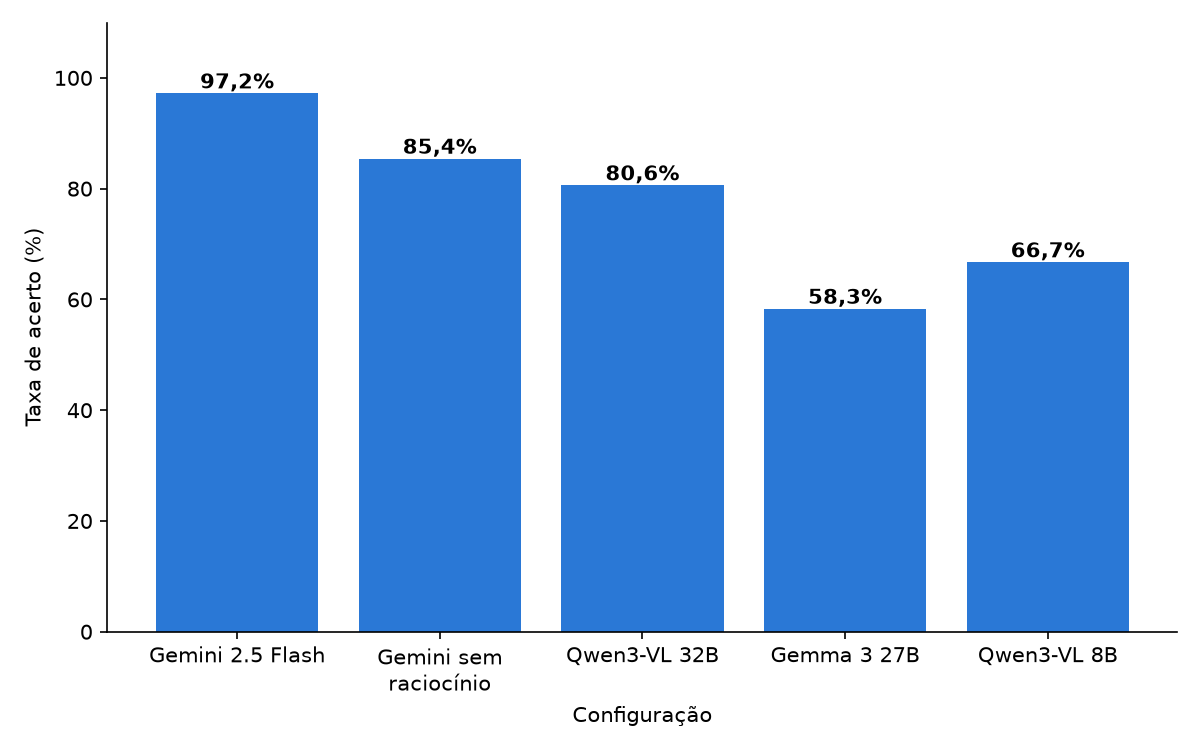 97,2%
85,4%
80,6%
58,3%
66,7%
100
80
60
40
20
0
Taxa de acerto (%)
Gemini 2.5 Flash
Gemini sem
raciocínio
Qwen3-VL 32B
Gemma 3 27B
Qwen3-VL 8B
Configuração